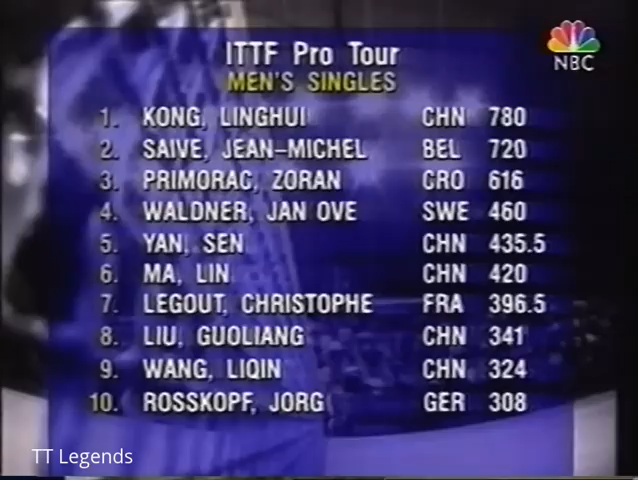 NBC
ITTF Pro Tour
MEN'S SINGLES
1. KONG, LINGHUI CHN 780
2. SAIVE, JEAN-MICHEL BEL 720
3. PRIMORAC, ZORAN CRO 616
4. WALDNER, JAN OVE SWE 460
5. YAN, SEN CHN 435.5
6. MA, LIN CHN 420
7. LEGOUT, CHRISTOPHE FRA 396.5
8. LIU, GUOLIANG CHN 341
9. WANG, LIQIN CHN 324
10. ROSSKOPF, JORG GER 308
TT Legends